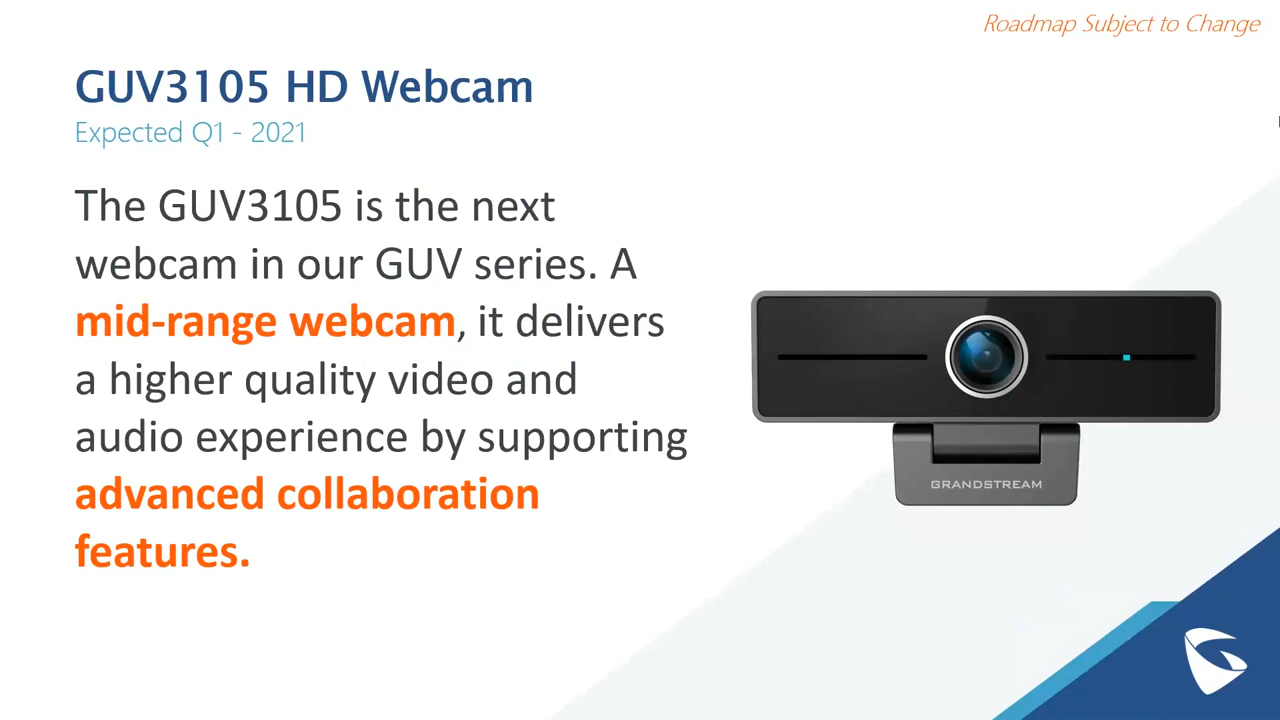 Roadmap Subject to Change
GUV3105 HD Webcam
Expected Q1 - 2021
The GUV3105 is the next
webcam in our GUV series. A
mid-range webcam, it delivers
a higher quality video and
audio experience by supporting
advanced collaboration
features.
GRANDSTREAM